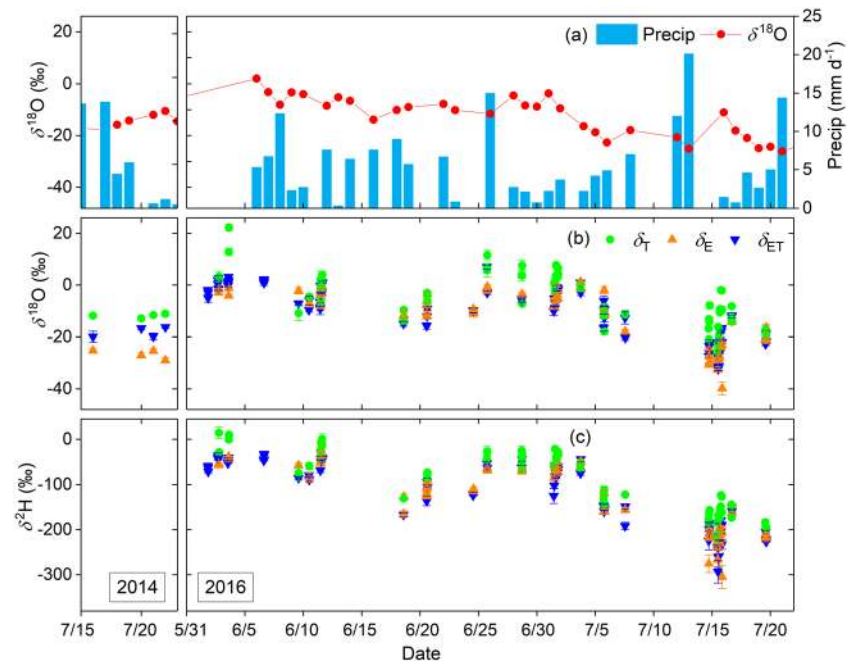 (a) Precip δ¹⁸O
20
0
-20
-40
δ¹⁸O (‰)
25
20
15
10
5
0
Precip (mm d⁻¹)
(b) δT δE δET
20
0
-20
-40
δ¹⁸O (‰)
(c)
0
-100
-200
-300
δ²H (‰)
2014 2016
7/15 7/20 5/31 6/5 6/10 6/15 6/20 6/25 6/30 7/5 7/10 7/15 7/20
Date